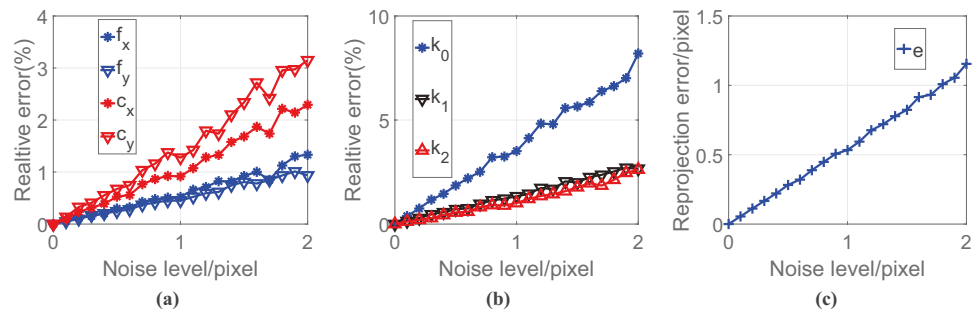 Realtive error(%)
4
3
2
1
0
0
1
2
f_x
f_y
c_x
c_y
Noise level/pixel
(a)
Realtive error(%)
10
5
0
0
1
2
k_0
k_1
k_2
Noise level/pixel
(b)
Reprojection error/pixel
1.5
1
0.5
0
0
1
2
e
Noise level/pixel
(c)